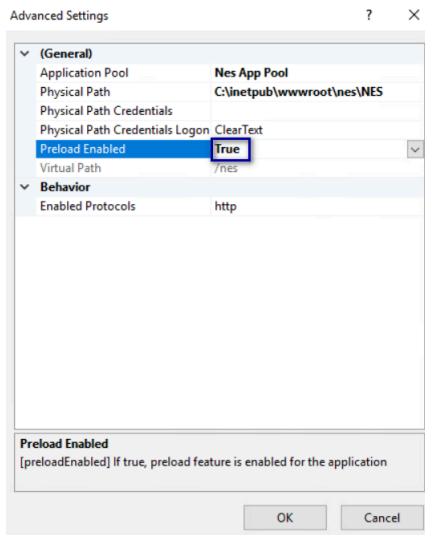 Advanced Settings ? ×
(General)
Application Pool Nes App Pool
Physical Path C:\inetpub\wwwroot\nes\NES
Physical Path Credentials
Physical Path Credentials Logon ClearText
Preload Enabled True
Virtual Path /nes
Behavior
Enabled Protocols http
Preload Enabled
[preloadEnabled] If true, preload feature is enabled for the application
OK Cancel